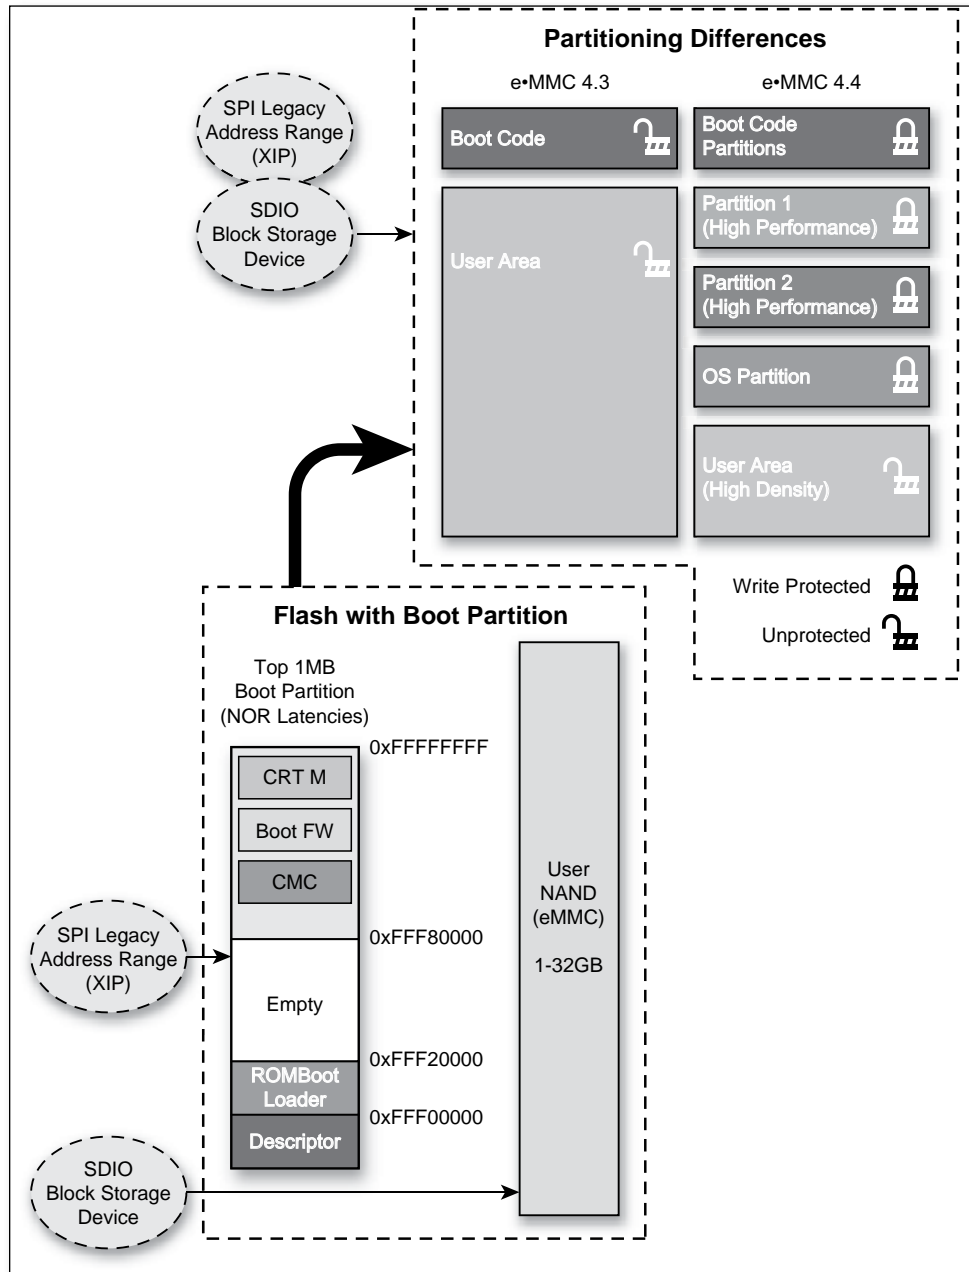 Partitioning Differences
e•MMC 4.3
e•MMC 4.4
SPI Legacy
Address Range
(XIP)
SDIO
Block Storage
Device
Boot Code
Boot Code
Partitions
User Area
Partition 1
(High Performance)
Partition 2
(High Performance)
OS Partition
User Area
(High Density)
Write Protected
Unprotected
Flash with Boot Partition
Top 1MB
Boot Partition
(NOR Latencies)
0xFFFFFFFF
CRT M
Boot FW
CMC
0xFFF80000
Empty
0xFFF20000
ROMBoot
Loader
0xFFF00000
Descriptor
User
NAND
(eMMC)
1-32GB
SPI Legacy
Address Range
(XIP)
SDIO
Block Storage
Device